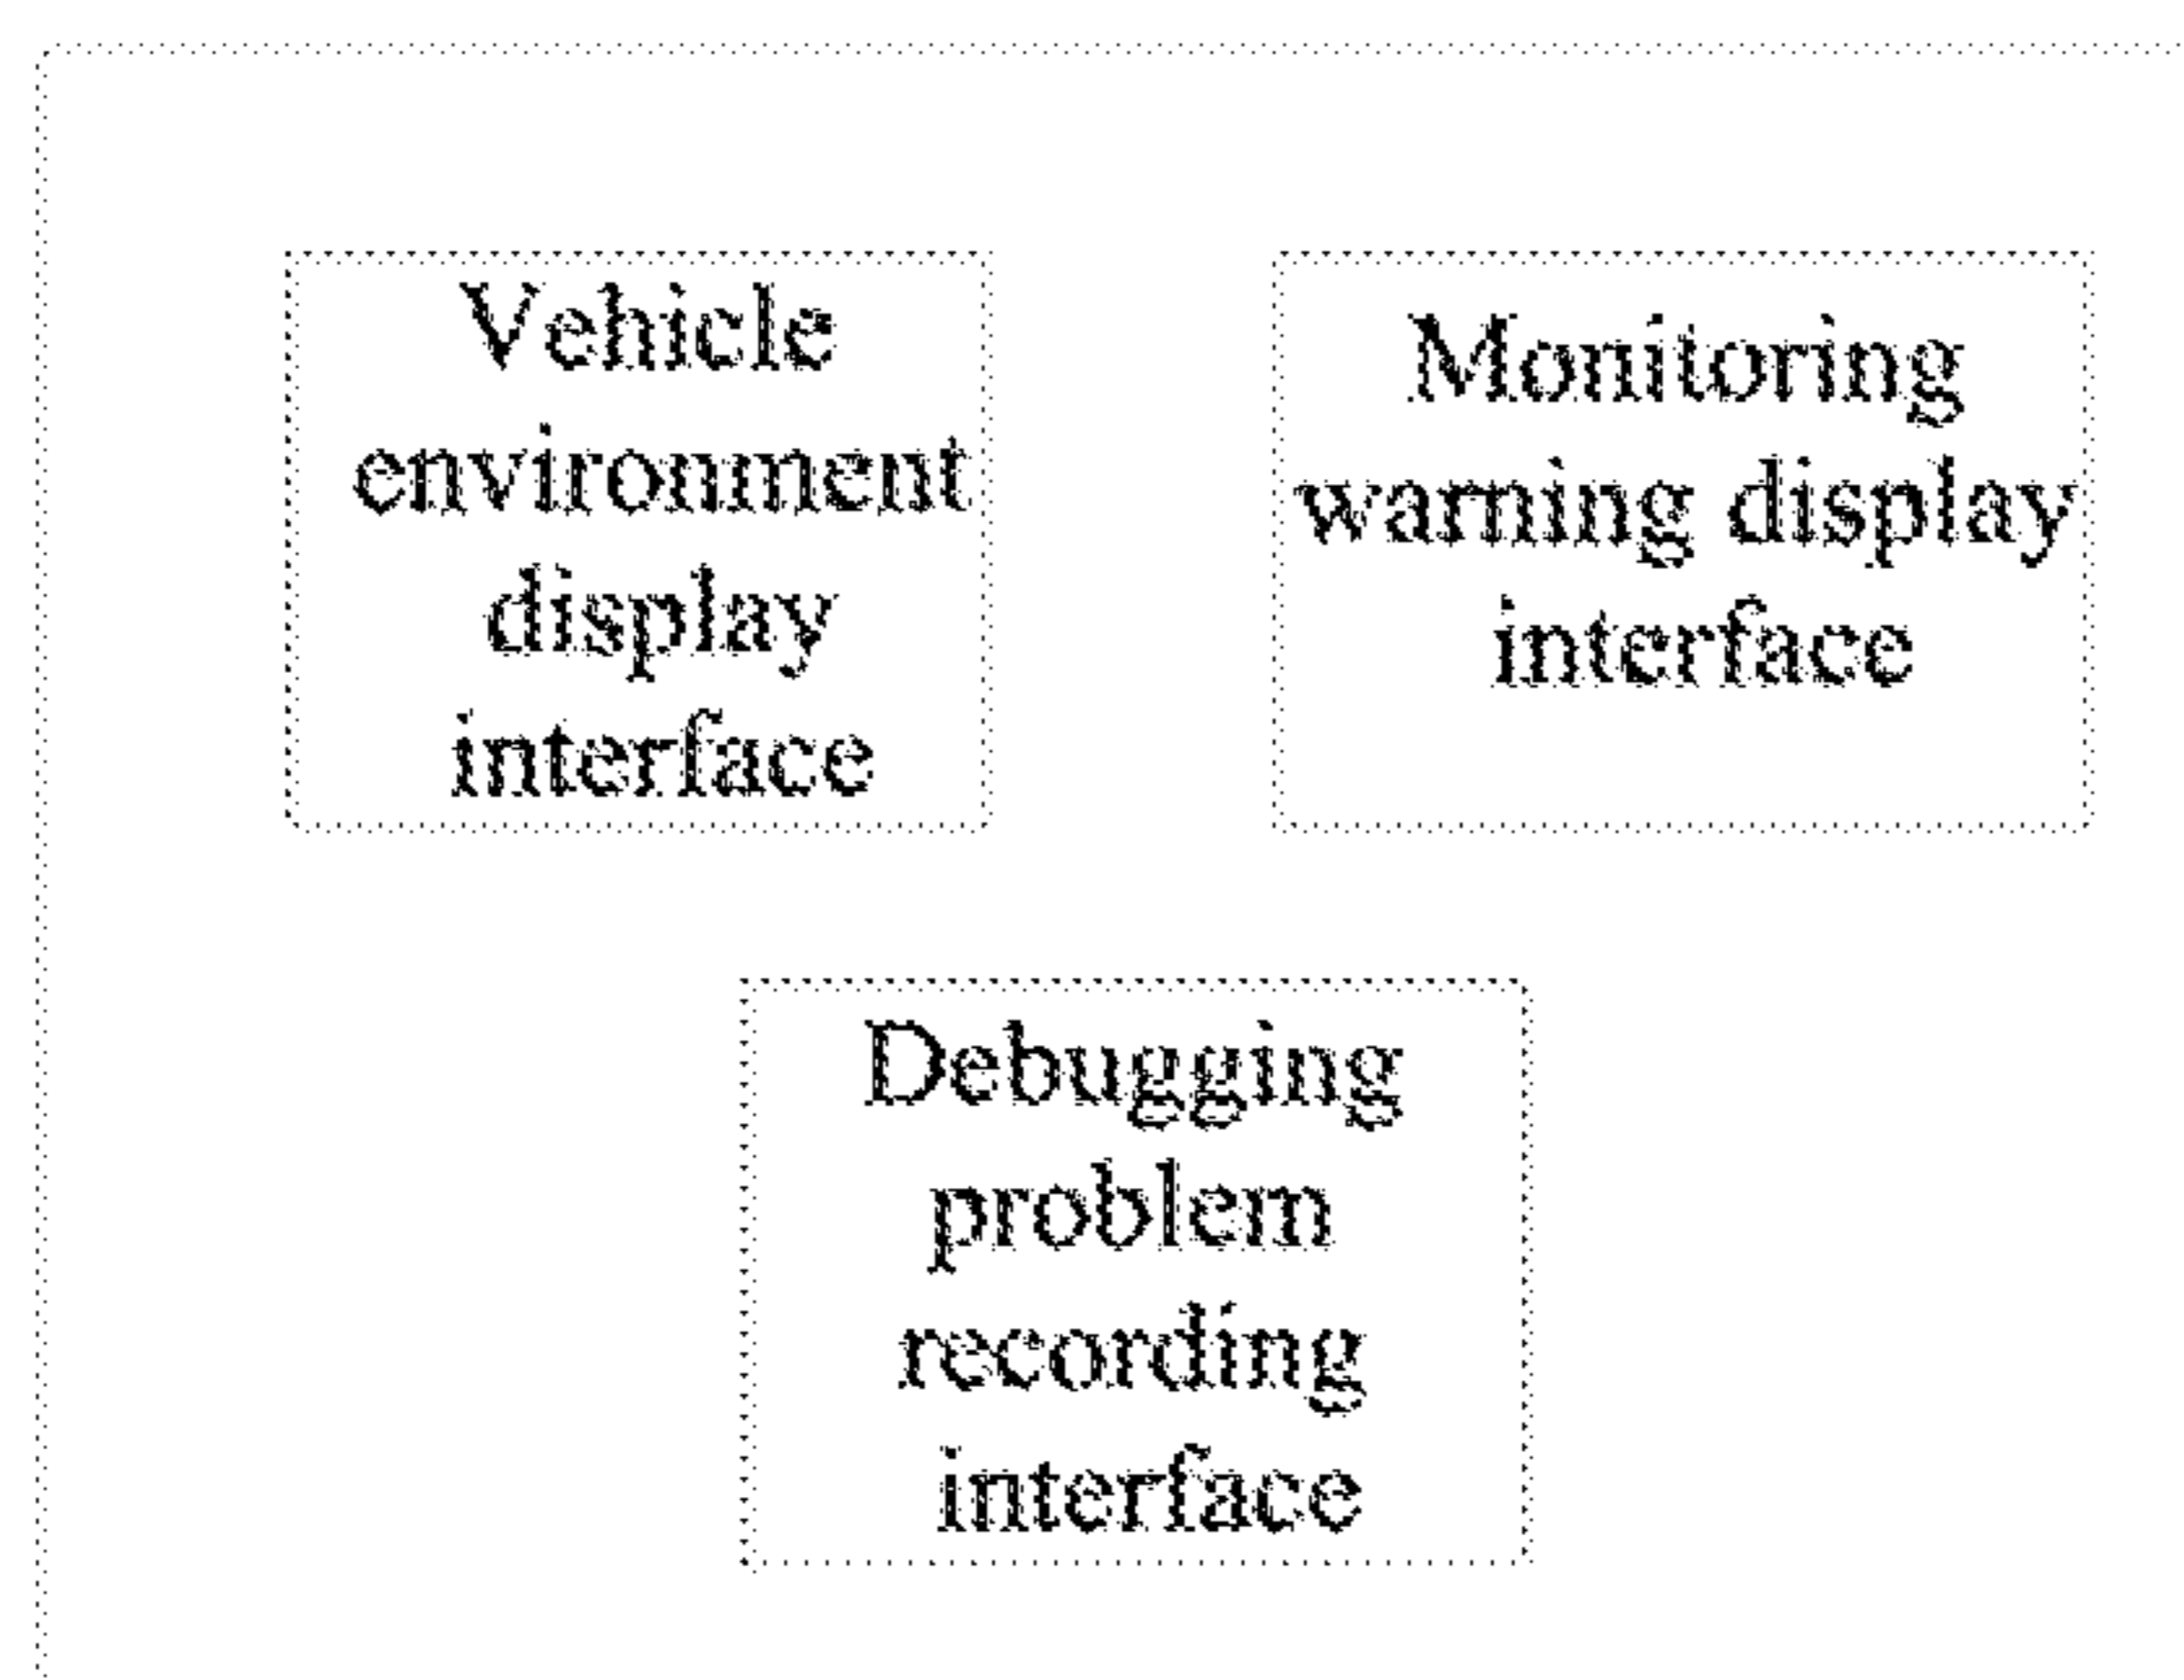 Vehicle
environment
display
interface
Monitoring
warning display
interface
Debugging
problem
recording
interface